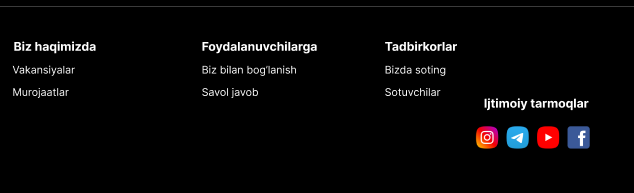 Biz haqimizda
Vakansiyalar
Murojaatlar
Foydalanuvchilarga
Biz bilan bog'lanish
Savol javob
Tadbirkorlar
Bizda soting
Sotuvchilar
Ijtimoiy tarmoqlar